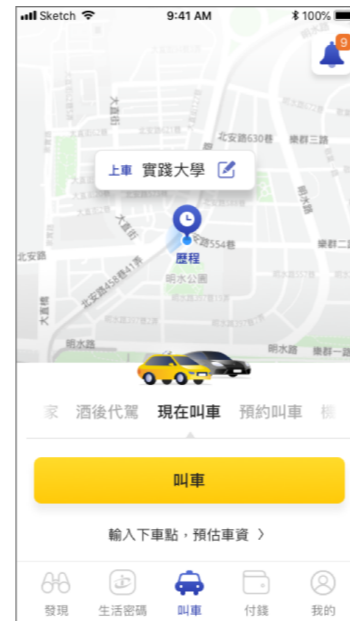 Sketch 9:41 AM 100%
9
大直街
北安路630巷
樂群三路
明水路
上車 實踐大學
大直街
北安路
歷程
路554巷
樂群二
明水公園
北安路458巷41弄
大直橋
明水路
明水路
樂群一路
家 酒後代駕 現在叫車 預約叫車 機
叫車
輸入下車點，預估車資 〉
發現 生活密碼 叫車 付錢 我的